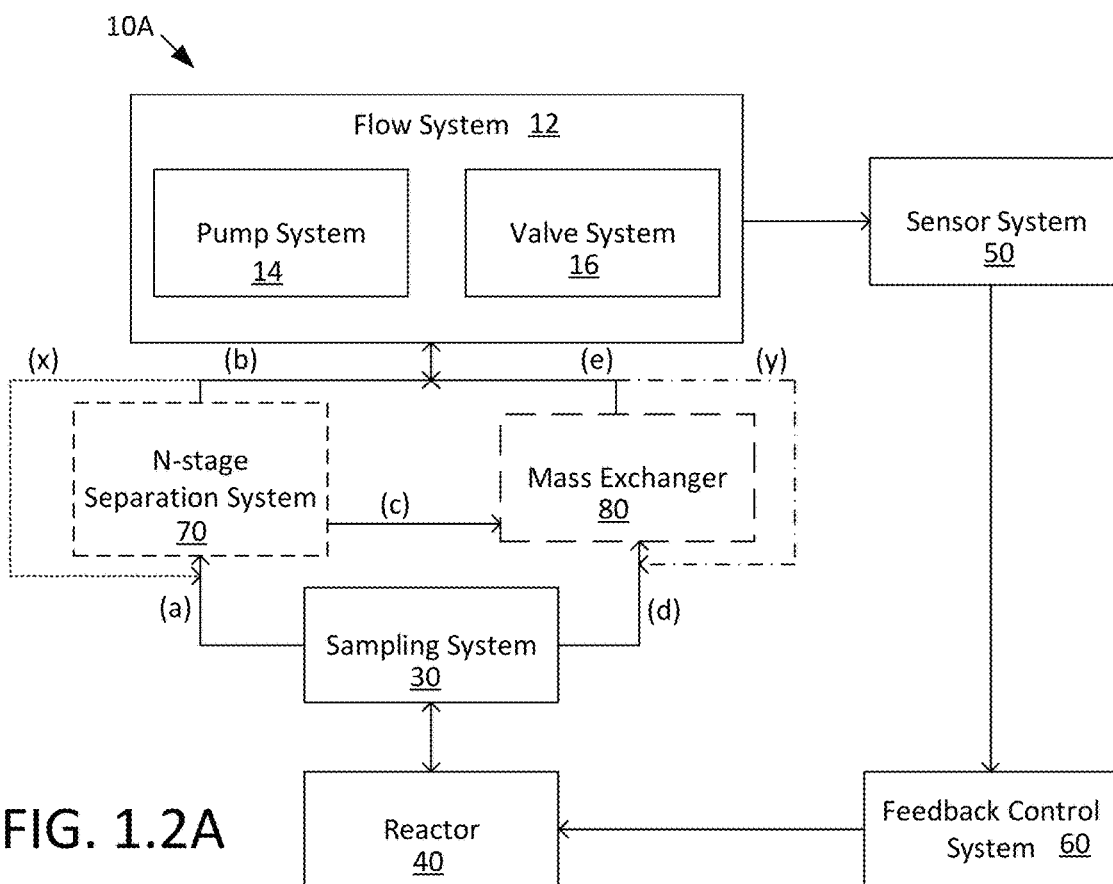 10A
Flow System 12
Pump System
14
Valve System
16
Sensor System
50
(x)
(b)
(e)
(y)
N-stage
Separation System
70
(c)
Mass Exchanger
80
(a)
(d)
Sampling System
30
FIG. 1.2A
Reactor
40
Feedback Control
System 60